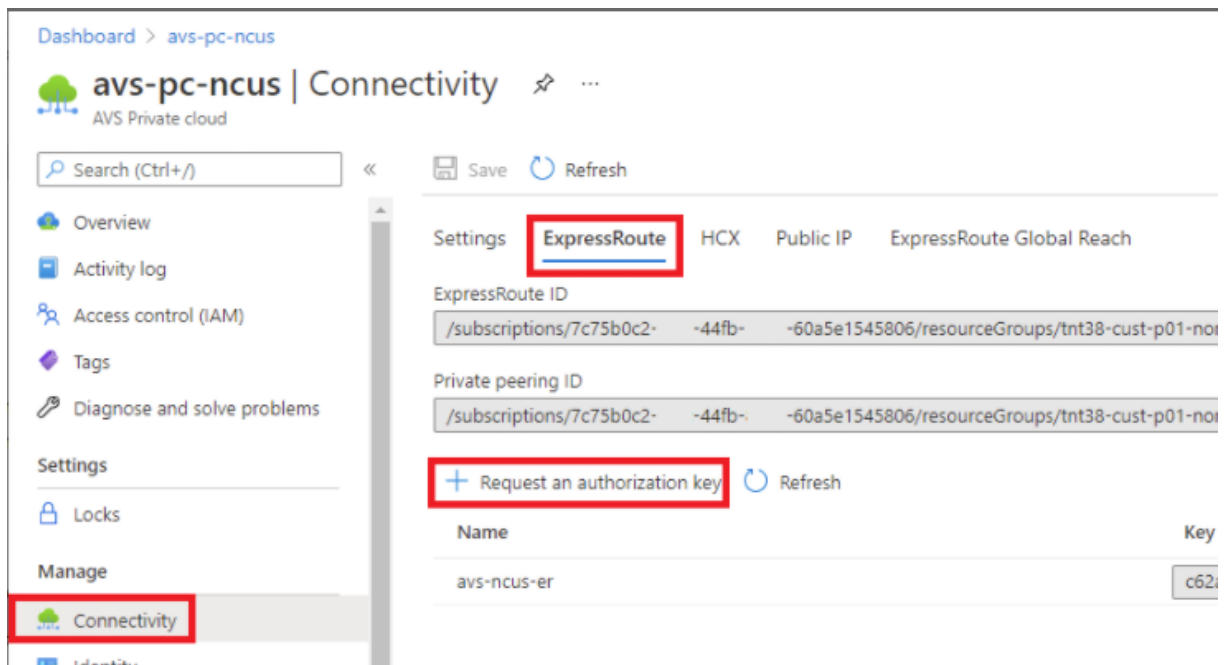 Dashboard > avs-pc-ncus
avs-pc-ncus | Connectivity ...
AVS Private cloud
Search (Ctrl+/) «
Save Refresh
Overview
Activity log
Access control (IAM)
Tags
Diagnose and solve problems
Settings
Locks
Manage
Connectivity
Identity
Settings ExpressRoute HCX Public IP ExpressRoute Global Reach
ExpressRoute ID
/subscriptions/7c75b0c2- -44fb- -60a5e1545806/resourceGroups/tnt38-cust-p01-nor
Private peering ID
/subscriptions/7c75b0c2- -44fb- -60a5e1545806/resourceGroups/tnt38-cust-p01-nor
+ Request an authorization key Refresh
Name Key
avs-ncus-er c62a